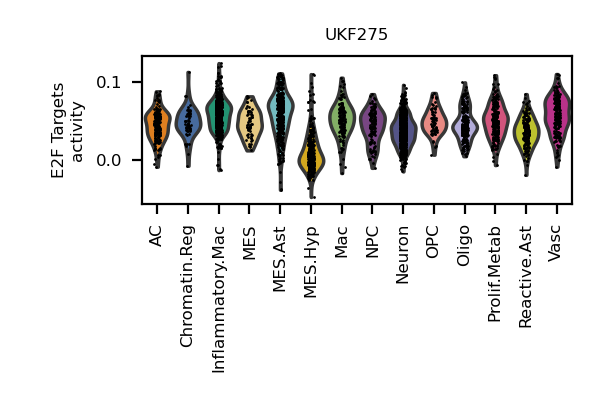 UKF275
E2F Targets
activity
0.1
0.0
AC
Chromatin.Reg
Inflammatory.Mac
MES
MES.Ast
MES.Hyp
Mac
NPC
Neuron
OPC
Oligo
Prolif.Metab
Reactive.Ast
Vasc